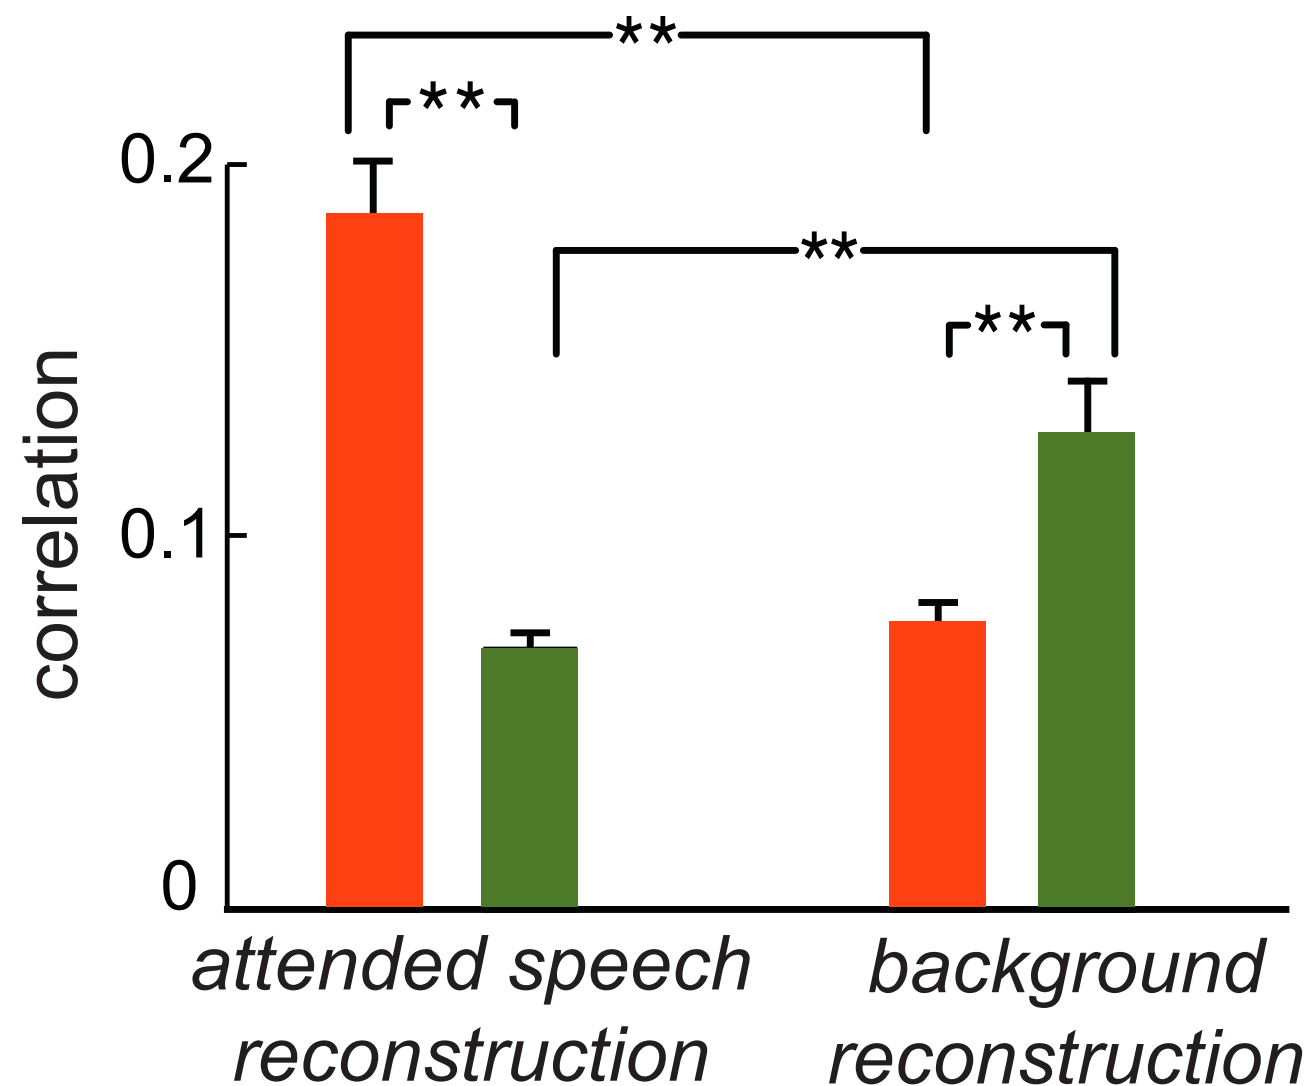 **
**
0.2
**
**
correlation
0.1
0
attended speech
reconstruction
background
reconstruction